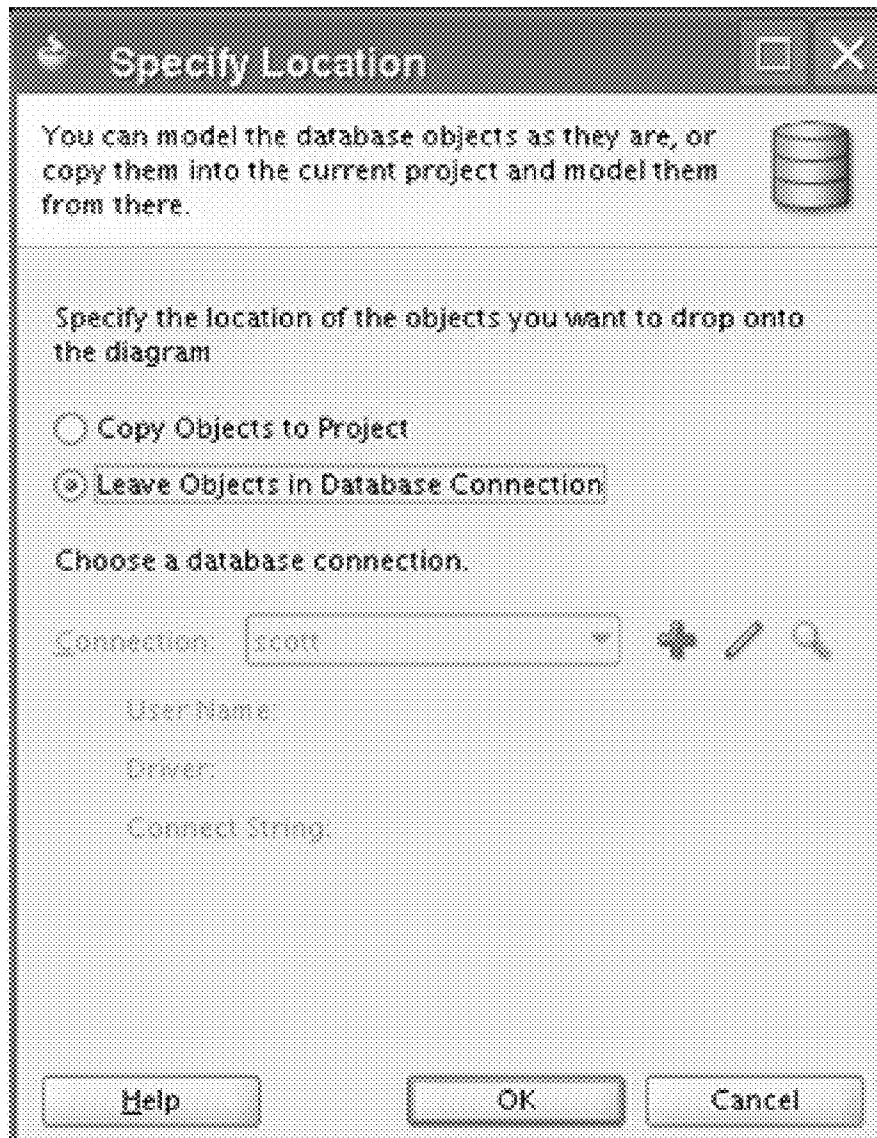 Specify Location
You can model the database objects as they are, or
copy them into the current project and model them
from there.
Specify the location of the objects you want to drop onto
the diagram
Copy Objects to Project
Leave Objects in Database Connection
Choose a database connection.
Connection: scott
User Name:
Driver:
Connect String:
Help OK Cancel